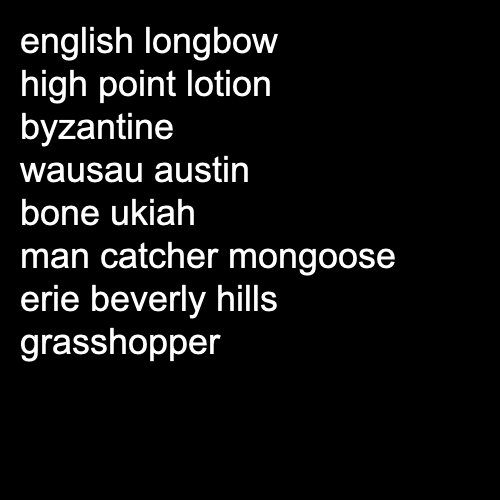 english longbow
high point lotion
byzantine
wausau austin
bone ukiah
man catcher mongoose
erie beverly hills
grasshopper